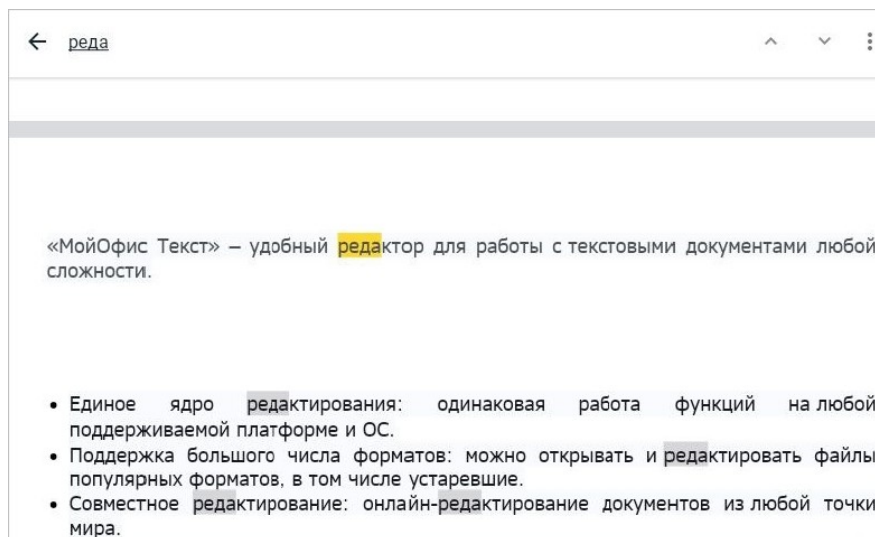 реда
«МойОфис Текст» – удобный редактор для работы с текстовыми документами любой
сложности.
• Единое ядро редактирования: одинаковая работа функций на любой
поддерживаемой платформе и ОС.
• Поддержка большого числа форматов: можно открывать и редактировать файлы
популярных форматов, в том числе устаревшие.
• Совместное редактирование: онлайн-редактирование документов из любой точки
мира.